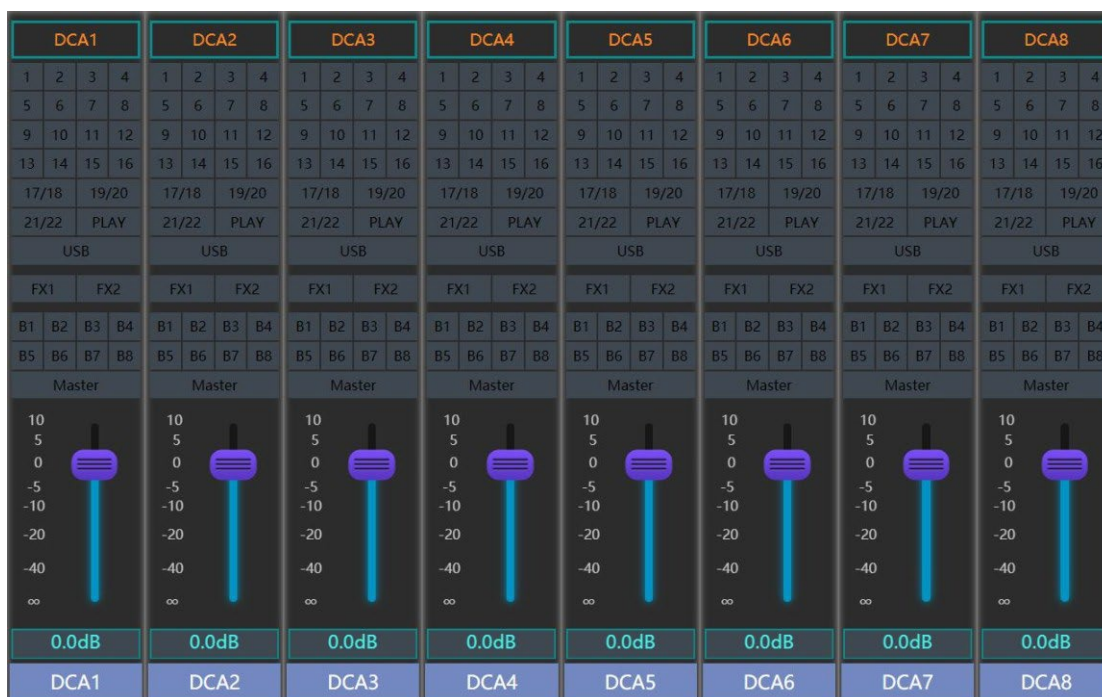 DCA1 DCA2 DCA3 DCA4 DCA5 DCA6 DCA7 DCA8
1 2 3 4 1 2 3 4 1 2 3 4 1 2 3 4 1 2 3 4 1 2 3 4 1 2 3 4 1 2 3 4
5 6 7 8 5 6 7 8 5 6 7 8 5 6 7 8 5 6 7 8 5 6 7 8 5 6 7 8 5 6 7 8
9 10 11 12 9 10 11 12 9 10 11 12 9 10 11 12 9 10 11 12 9 10 11 12 9 10 11 12 9 10 11 12
13 14 15 16 13 14 15 16 13 14 15 16 13 14 15 16 13 14 15 16 13 14 15 16 13 14 15 16 13 14 15 16
17/18 19/20 17/18 19/20 17/18 19/20 17/18 19/20 17/18 19/20 17/18 19/20 17/18 19/20 17/18 19/20
21/22 PLAY 21/22 PLAY 21/22 PLAY 21/22 PLAY 21/22 PLAY 21/22 PLAY 21/22 PLAY 21/22 PLAY
USB USB USB USB USB USB USB USB
FX1 FX2 FX1 FX2 FX1 FX2 FX1 FX2 FX1 FX2 FX1 FX2 FX1 FX2 FX1 FX2
B1 B2 B3 B4 B1 B2 B3 B4 B1 B2 B3 B4 B1 B2 B3 B4 B1 B2 B3 B4 B1 B2 B3 B4 B1 B2 B3 B4 B1 B2 B3 B4
B5 B6 B7 B8 B5 B6 B7 B8 B5 B6 B7 B8 B5 B6 B7 B8 B5 B6 B7 B8 B5 B6 B7 B8 B5 B6 B7 B8 B5 B6 B7 B8
Master Master Master Master Master Master Master Master
10 10 10 10 10 10 10 10
5 5 5 5 5 5 5 5
0 0 0 0 0 0 0 0
-5 -5 -5 -5 -5 -5 -5 -5
-10 -10 -10 -10 -10 -10 -10 -10
-20 -20 -20 -20 -20 -20 -20 -20
-40 -40 -40 -40 -40 -40 -40 -40
∞ ∞ ∞ ∞ ∞ ∞ ∞ ∞
0.0dB 0.0dB 0.0dB 0.0dB 0.0dB 0.0dB 0.0dB 0.0dB
DCA1 DCA2 DCA3 DCA4 DCA5 DCA6 DCA7 DCA8